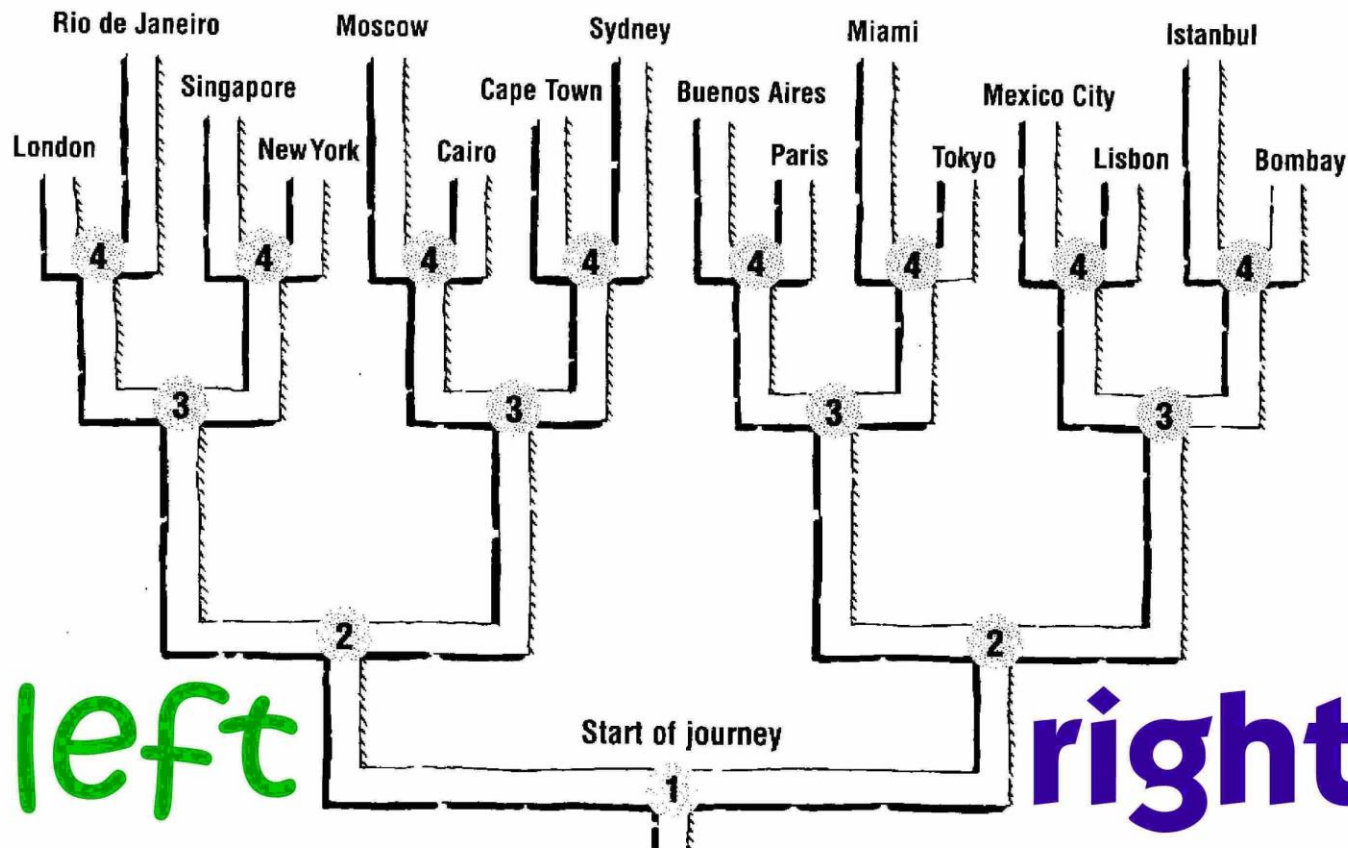 Rio de Janeiro Moscow Sydney Miami Istanbul
Singapore Cape Town Buenos Aires Mexico City
London New York Cairo Paris Tokyo Lisbon Bombay
4 4 4 4 4 4 4 4
3 3 3 3
2 2
left Start of journey right
1